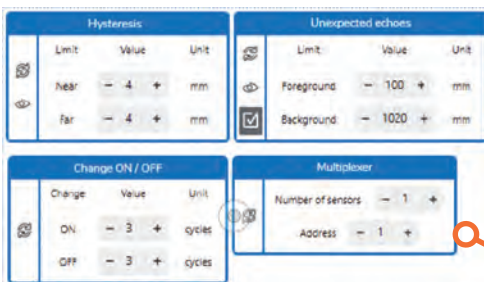 Hysteresis
Limit Value Unit
Near - 4 + mm
Far - 4 + mm
Unexpected echoes
Limit Value Unit
Foreground - 100 + mm
Background - 1020 + mm
Change ON / OFF
Change Value Unit
ON - 3 + cycles
OFF - 3 + cycles
Multiplexer
Number of sensors - 1 +
Address - 1 +